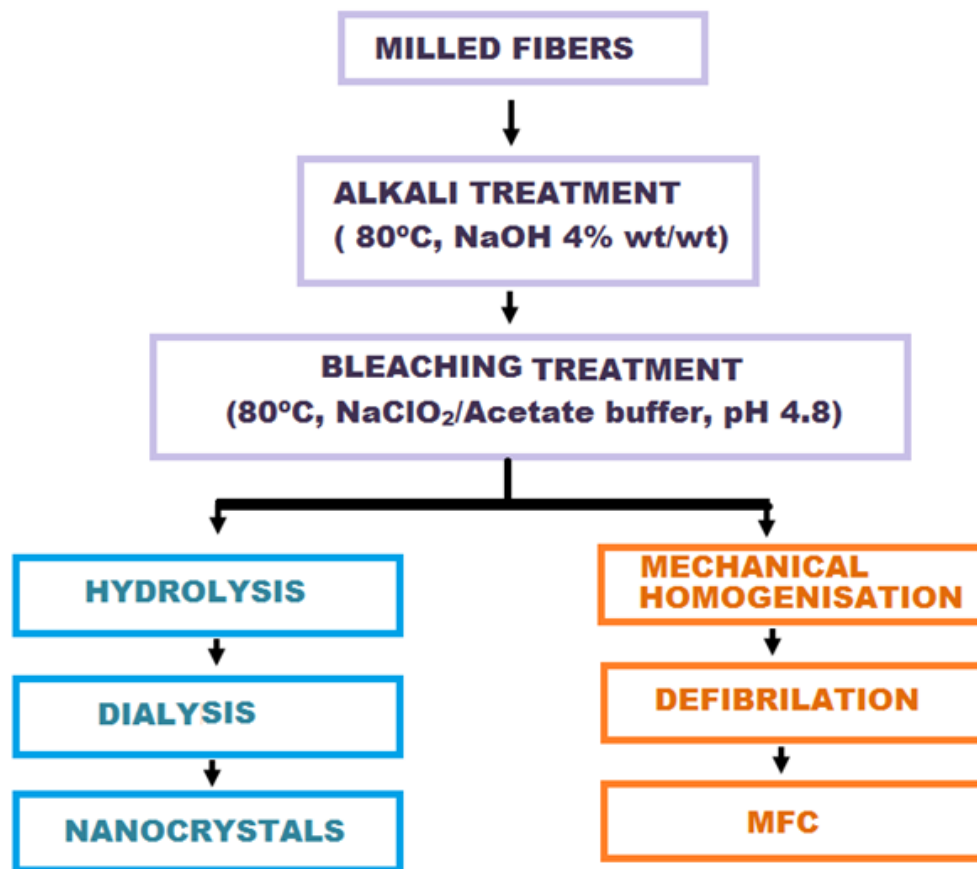 MILLED FIBERS
ALKALI TREATMENT
( 80ºC, NaOH 4% wt/wt)
BLEACHING TREATMENT
(80ºC, NaClO₂/Acetate buffer, pH 4.8)
HYDROLYSIS
DIALYSIS
NANOCRYSTALS
MECHANICAL
HOMOGENISATION
DEFIBRILATION
MFC